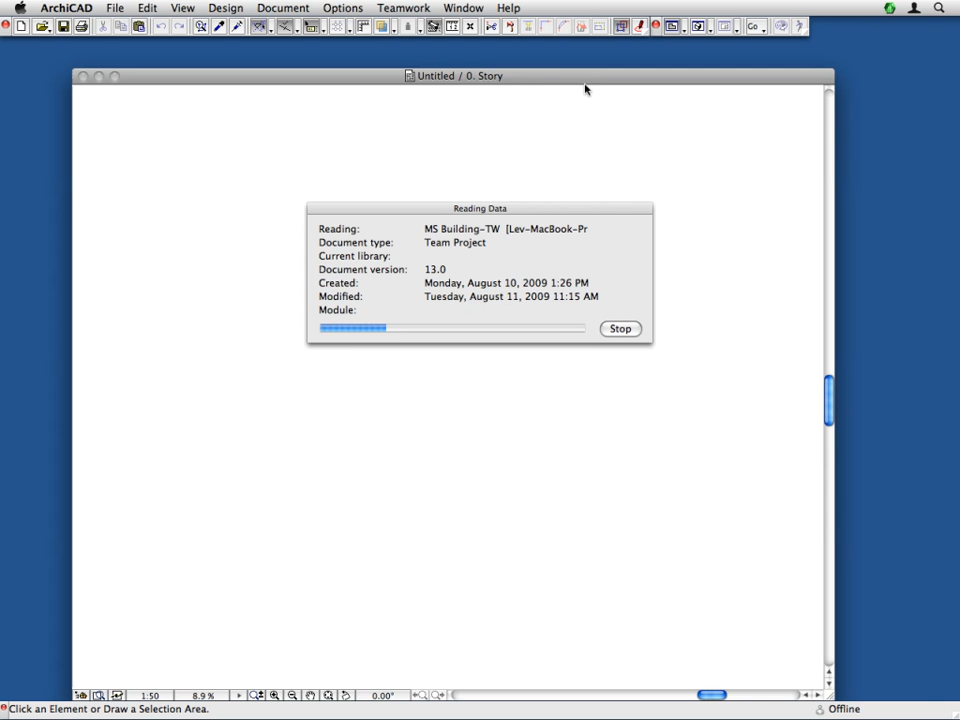 ArchiCAD File Edit View Design Document Options Teamwork Window Help
Go
Untitled / 0. Story
Reading Data
Reading: MS Building-TW [Lev-MacBook-Pr
Document type: Team Project
Current library:
Document version: 13.0
Created: Monday, August 10, 2009 1:26 PM
Modified: Tuesday, August 11, 2009 11:15 AM
Module:
Stop
1:50 8.9 % 0.00°
Click an Element or Draw a Selection Area. Offline